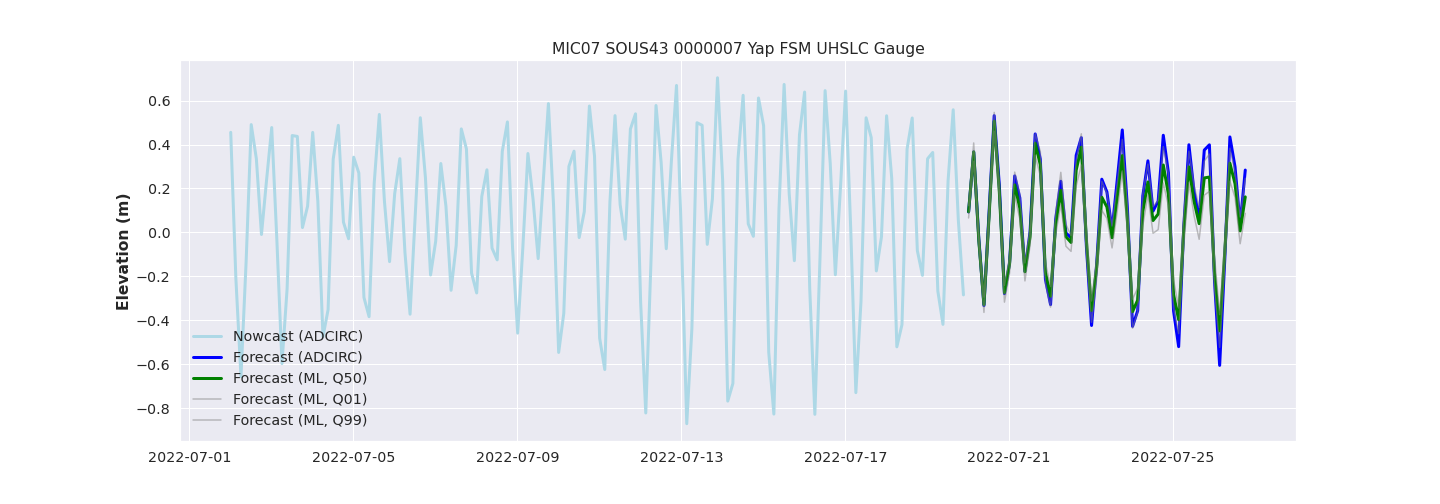 MIC07 SOUS43 0000007 Yap FSM UHSLC Gauge
Elevation (m)
0.6
0.4
0.2
0.0
−0.2
−0.4
−0.6
−0.8
Nowcast (ADCIRC)
Forecast (ADCIRC)
Forecast (ML, Q50)
Forecast (ML, Q01)
Forecast (ML, Q99)
2022-07-01 2022-07-05 2022-07-09 2022-07-13 2022-07-17 2022-07-21 2022-07-25